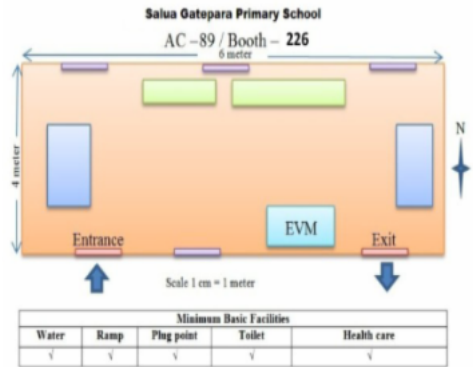 Salua Gatepara Primary School
AC –89 / Booth – 226
6 meter
4 meter
N
EVM
Entrance
Exit
Scale 1 cm = 1 meter
Minimum Basic Facilities
Water Ramp Plug point Toilet Health care
√ √ √ √ √